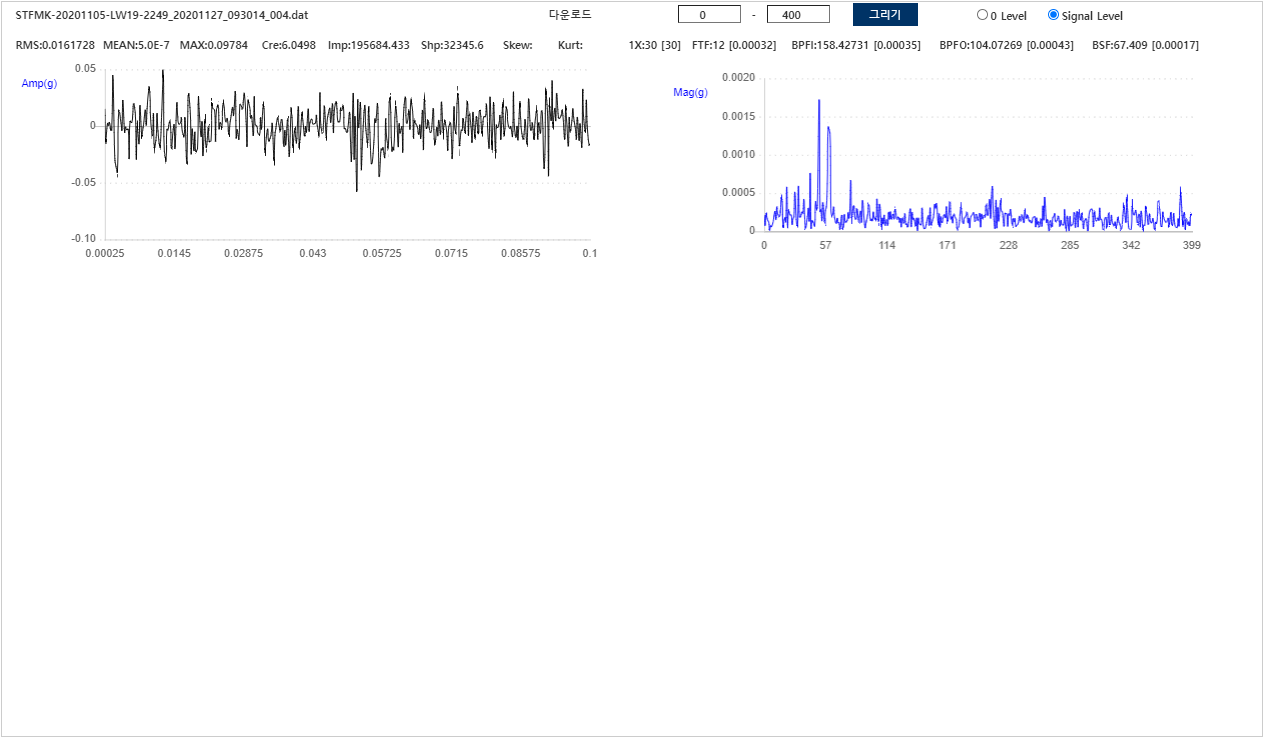 STFMK-20201105-LW19-2249_20201127_093014_004.dat 다운로드 0 - 400 그리기 0 Level Signal Level
RMS:0.0161728 MEAN:5.0E-7 MAX:0.09784 Cre:6.0498 Imp:195684.433 Shp:32345.6 Skew: Kurt: 1X:30 [30] FTF:12 [0.00032] BPFI:158.42731 [0.00035] BPFO:104.07269 [0.00043] BSF:67.409 [0.00017]
Amp(g)
0.05
0
-0.05
-0.10
0.00025 0.0145 0.02875 0.043 0.05725 0.0715 0.08575 0.1
Mag(g)
0.0020
0.0015
0.0010
0.0005
0
0 57 114 171 228 285 342 399